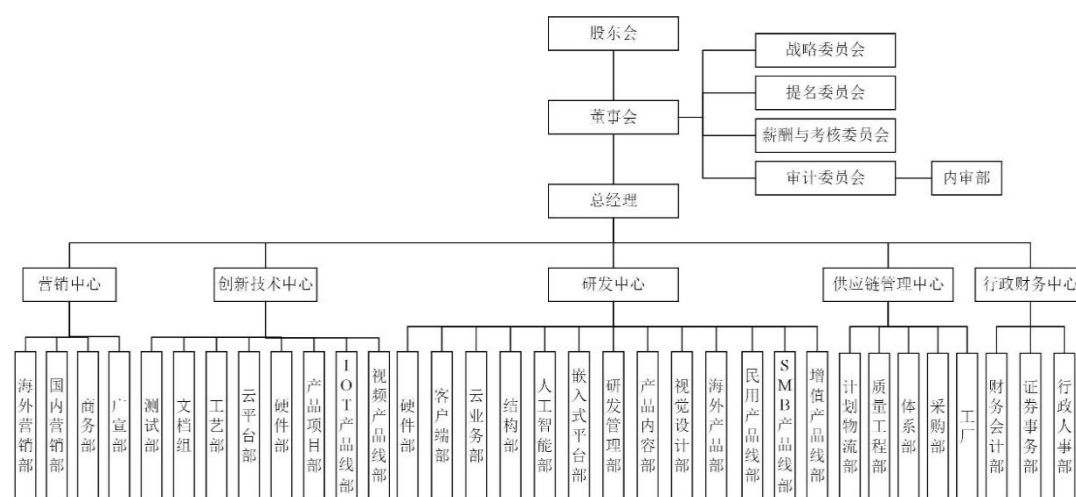 股东会
战略委员会
提名委员会
董事会
薪酬与考核委员会
审计委员会
内审部
总经理
营销中心
创新技术中心
研发中心
供应链管理中心
行政财务中心
海外营销部
国内营销部
商务部
广宣部
测试部
文档组
工艺部
云平台部
硬件部
产品项目部
IOT产品线部
视频产品线部
硬件部
客户端部
云业务部
结构部
人工智能部
嵌入式平台部
研发管理部
产品内容部
视觉设计部
海外产品部
民用产品线部
SMB产品线部
增值产品线部
计划物流部
质量工程部
体系部
采购部
工厂
财务会计部
证券事务部
行政人事部